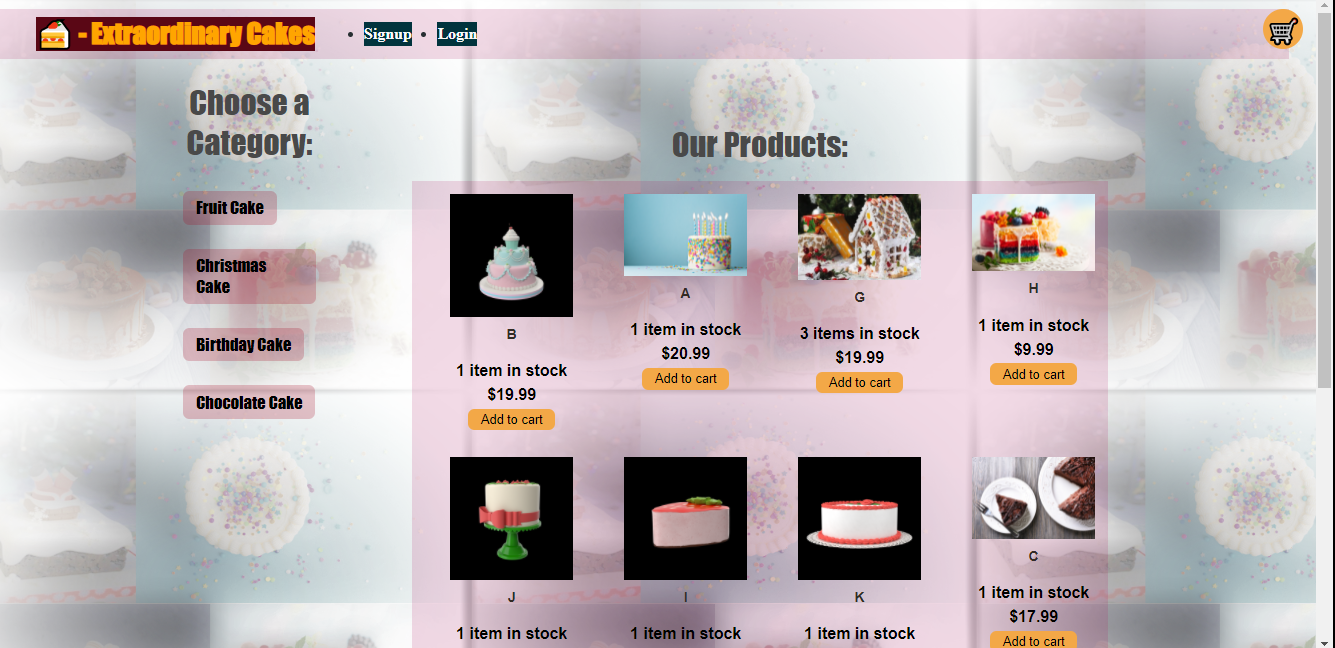 - Extraordinary Cakes
Signup
Login
Choose a
Category:
Fruit Cake
Christmas
Cake
Birthday Cake
Chocolate Cake
Our Products:
B
1 item in stock
$19.99
Add to cart
A
1 item in stock
$20.99
Add to cart
G
3 items in stock
$19.99
Add to cart
H
1 item in stock
$9.99
Add to cart
J
1 item in stock
I
1 item in stock
K
1 item in stock
C
1 item in stock
$17.99
Add to cart